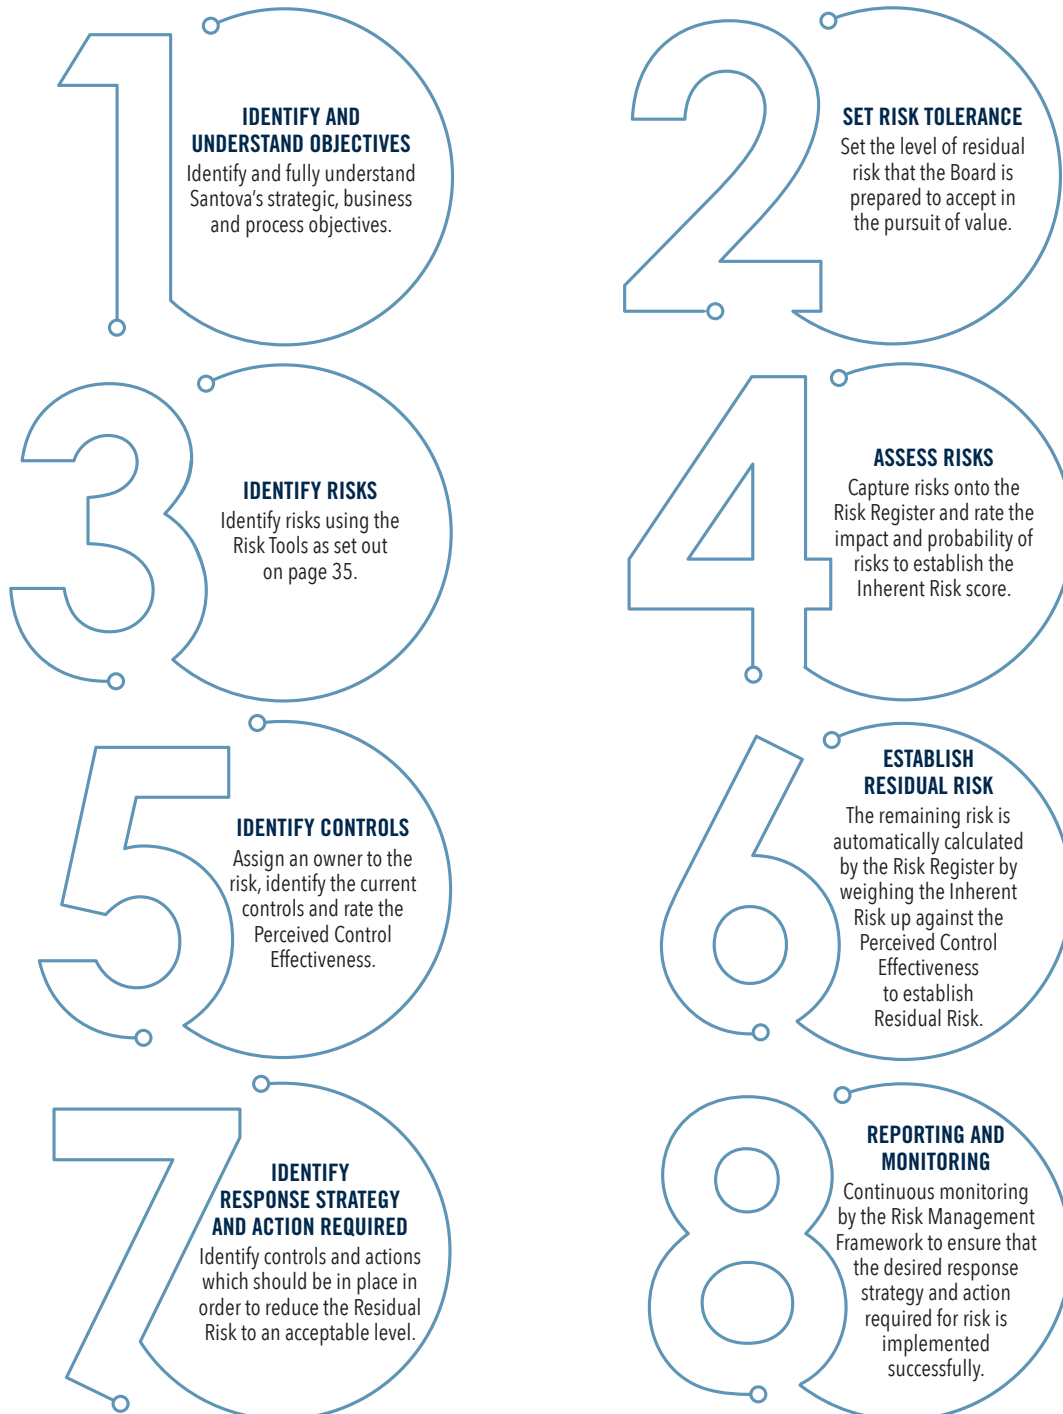 1
IDENTIFY AND
UNDERSTAND OBJECTIVES
Identify and fully understand
Santova's strategic, business
and process objectives.
2
SET RISK TOLERANCE
Set the level of residual
risk that the Board is
prepared to accept in
the pursuit of value.
3
IDENTIFY RISKS
Identify risks using the
Risk Tools as set out
on page 35.
4
ASSESS RISKS
Capture risks onto the
Risk Register and rate the
impact and probability of
risks to establish the
Inherent Risk score.
5
IDENTIFY CONTROLS
Assign an owner to the
risk, identify the current
controls and rate the
Perceived Control
Effectiveness.
6
ESTABLISH
RESIDUAL RISK
The remaining risk is
automatically calculated
by the Risk Register by
weighing the Inherent
Risk up against the
Perceived Control
Effectiveness
to establish
Residual Risk.
7
IDENTIFY
RESPONSE STRATEGY
AND ACTION REQUIRED
Identify controls and actions
which should be in place in
order to reduce the Residual
Risk to an acceptable level.
8
REPORTING AND
MONITORING
Continuous monitoring
by the Risk Management
Framework to ensure that
the desired response
strategy and action
required for risk is
implemented
successfully.